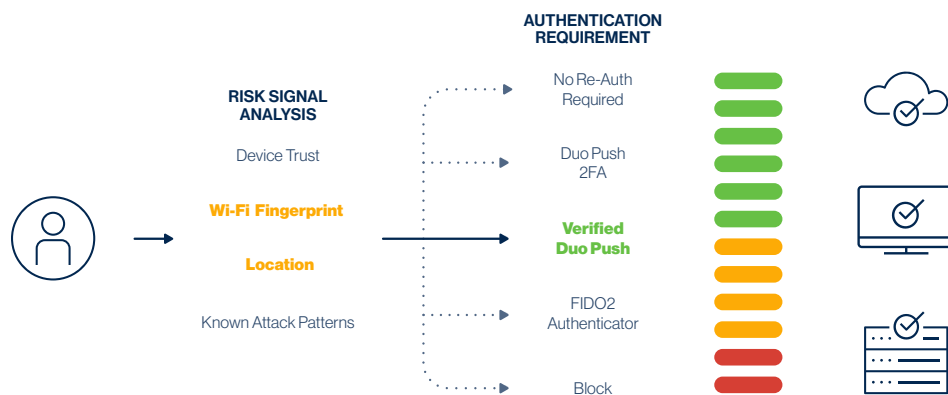 RISK SIGNAL
ANALYSIS
Device Trust
Wi-Fi Fingerprint
Location
Known Attack Patterns
AUTHENTICATION
REQUIREMENT
No Re-Auth
Required
Duo Push
2FA
Verified
Duo Push
FIDO2
Authenticator
Block